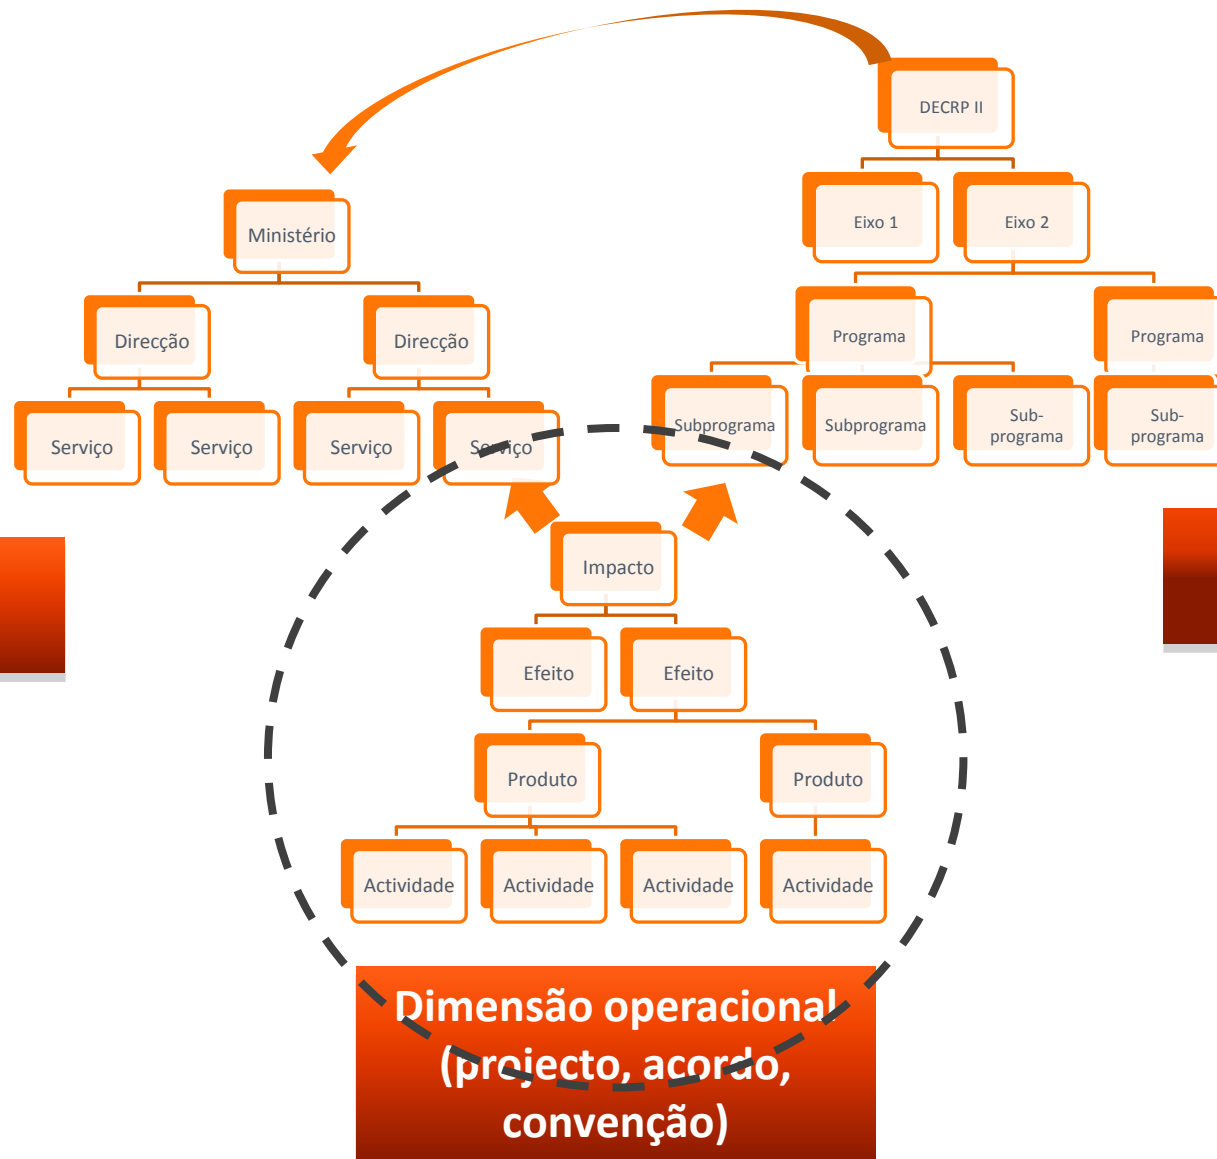 DECRP II
Eixo 1
Eixo 2
Ministério
Direcção
Direcção
Programa
Programa
Serviço
Serviço
Serviço
Serviço
Subprograma
Subprograma
Sub-
programa
Sub-
programa
Impacto
Efeito
Efeito
Produto
Produto
Actividade
Actividade
Actividade
Actividade
Dimensão operacional
(projecto, acordo,
convenção)